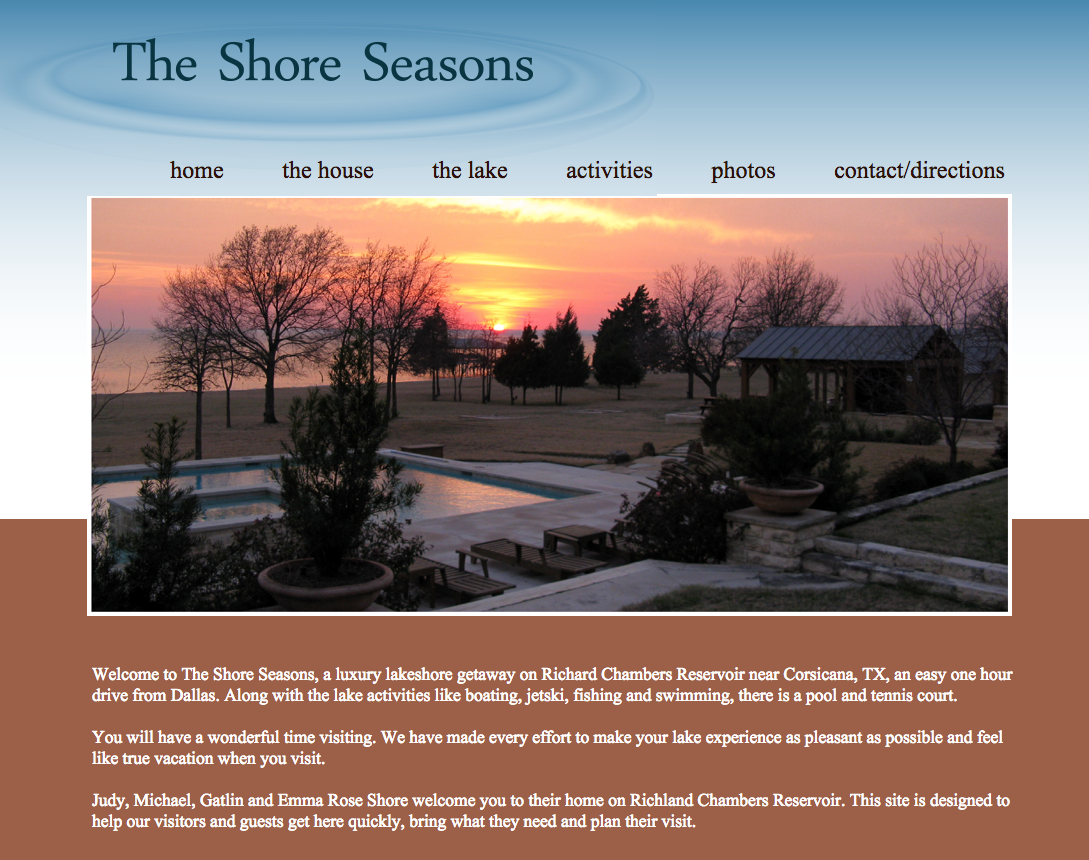 The Shore Seasons
home the house the lake activities photos contact/directions
Welcome to The Shore Seasons, a luxury lakeshore getaway on Richard Chambers Reservoir near Corsicana, TX, an easy one hour
drive from Dallas. Along with the lake activities like boating, jetski, fishing and swimming, there is a pool and tennis court.
You will have a wonderful time visiting. We have made every effort to make your lake experience as pleasant as possible and feel
like true vacation when you visit.
Judy, Michael, Gatlin and Emma Rose Shore welcome you to their home on Richland Chambers Reservoir. This site is designed to
help our visitors and guests get here quickly, bring what they need and plan their visit.